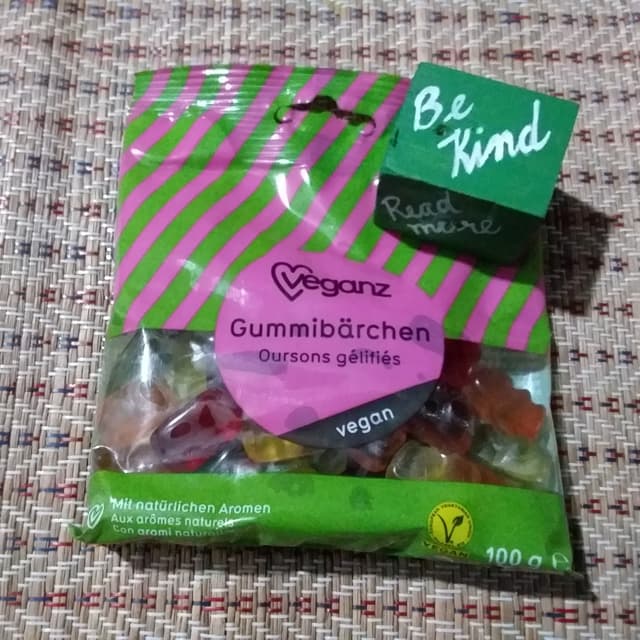 Be
Kind
Read
more
Veganz
Gummibärchen
Oursons gélifiés
vegan
Mit natürlichen Aromen
Aux arômes naturels
Con aromi naturali
VEGAN
100 g